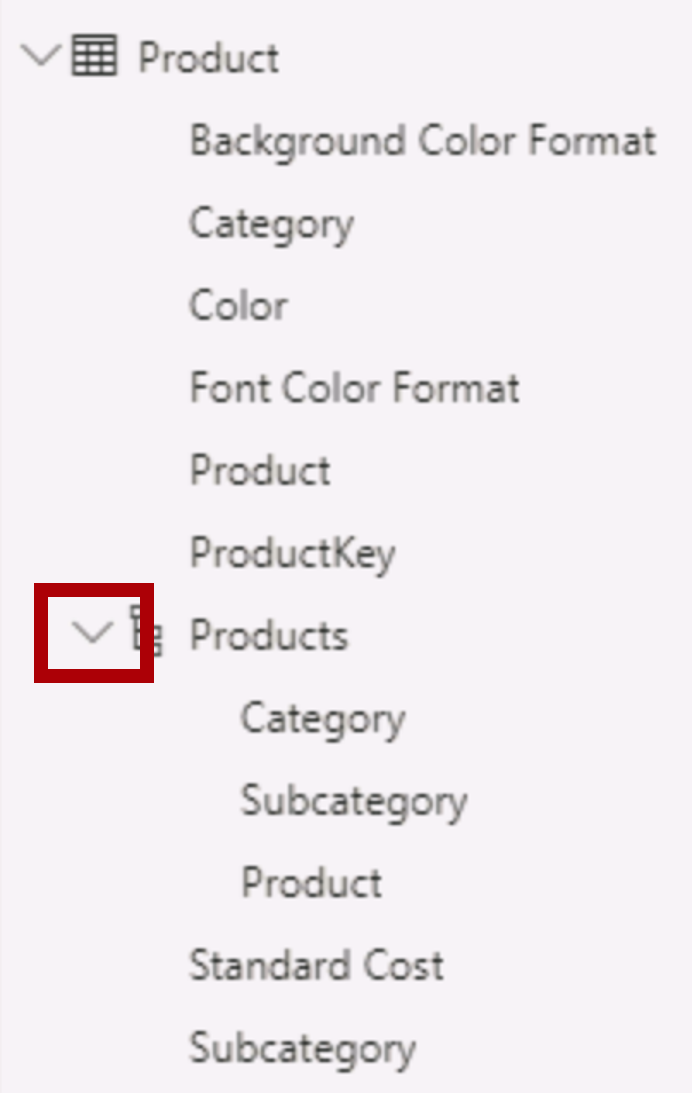 Product
Background Color Format
Category
Color
Font Color Format
Product
ProductKey
Products
Category
Subcategory
Product
Standard Cost
Subcategory